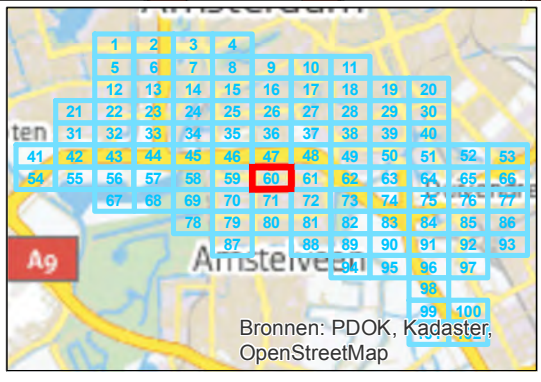 Amsterdam
1 2 3 4
5 6 7 8 9 10 11
12 13 14 15 16 17 18 19 20
21 22 23 24 25 26 27 28 29 30
ten 31 32 33 34 35 36 37 38 39 40
41 42 43 44 45 46 47 48 49 50 51 52 53
54 55 56 57 58 59 60 61 62 63 64 65 66
67 68 69 70 71 72 73 74 75 76 77
78 79 80 81 82 83 84 85 86
87 88 89 90 91 92 93
A9 Amstelveen 94 95 96 97
98
99 100
Bronnen: PDOK, Kadaster,
OpenStreetMap